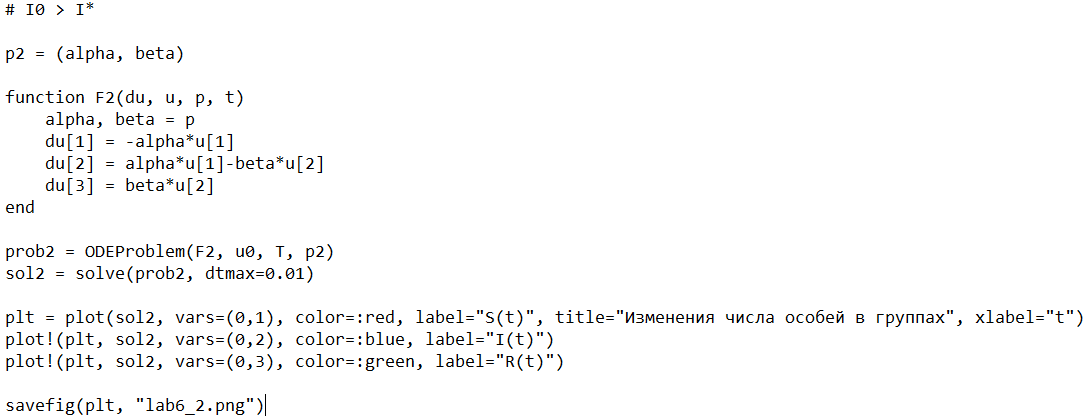 # I0 > I*
p2 = (alpha, beta)
function F2(du, u, p, t)
    alpha, beta = p
    du[1] = -alpha*u[1]
    du[2] = alpha*u[1]-beta*u[2]
    du[3] = beta*u[2]
end
prob2 = ODEProblem(F2, u0, T, p2)
sol2 = solve(prob2, dtmax=0.01)
plt = plot(sol2, vars=(0,1), color=:red, label="S(t)", title="Изменения числа особей в группах", xlabel="t")
plot!(plt, sol2, vars=(0,2), color=:blue, label="I(t)")
plot!(plt, sol2, vars=(0,3), color=:green, label="R(t)")
savefig(plt, "lab6_2.png")